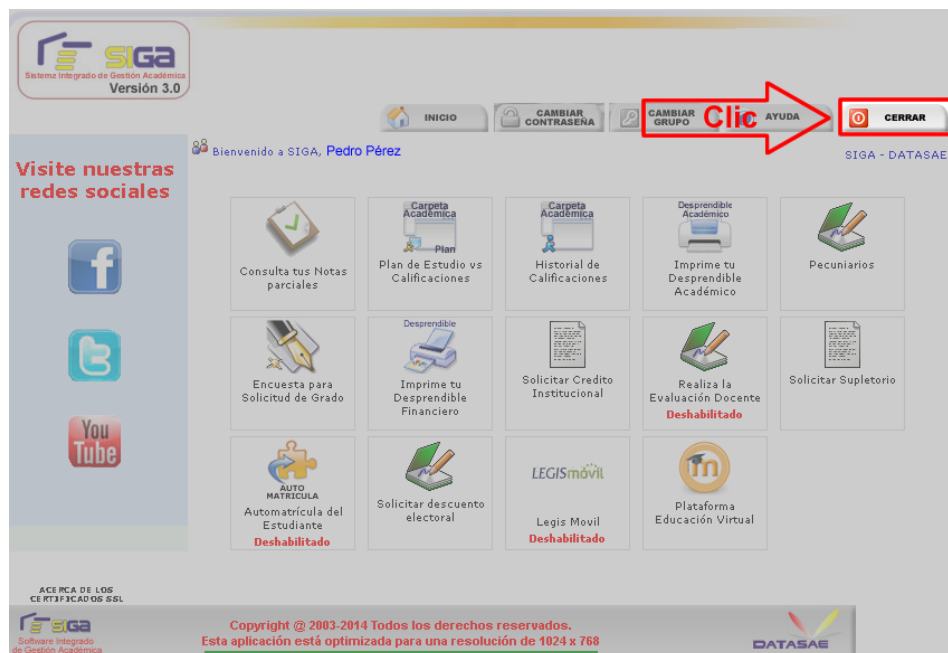 SIGA
Sistema Integrado de Gestión Académica
Versión 3.0
INICIO
CAMBIAR
CONTRASEÑA
CAMBIAR
GRUPO
Clic
AYUDA
CERRAR
Bienvenido a SIGA, Pedro Pérez
SIGA - DATASAE
Visite nuestras
redes sociales
You
Tube
Consulta tus Notas
parciales
Carpeta
Académica
Plan
Plan de Estudio vs
Calificaciones
Carpeta
Académica
Historial de
Calificaciones
Desprendible
Académico
Imprime tu
Desprendible
Académico
Pecuniarios
Encuesta para
Solicitud de Grado
Desprendible
Imprime tu
Desprendible
Financiero
Solicitar Credito
Institucional
Realiza la
Evaluación Docente
Deshabilitado
Solicitar Supletorio
AUTO
MATRICULA
Automatrícula del
Estudiante
Deshabilitado
Solicitar descuento
electoral
LEGISmóvil
Legis Movil
Deshabilitado
m
Plataforma
Educación Virtual
ACERCA DE LOS
CERTIFICADOS SSL
SIGA
Software Integrado
de Gestión Académica
Copyright @ 2003-2014 Todos los derechos reservados.
Esta aplicación está optimizada para una resolución de 1024 x 768
DATASAE